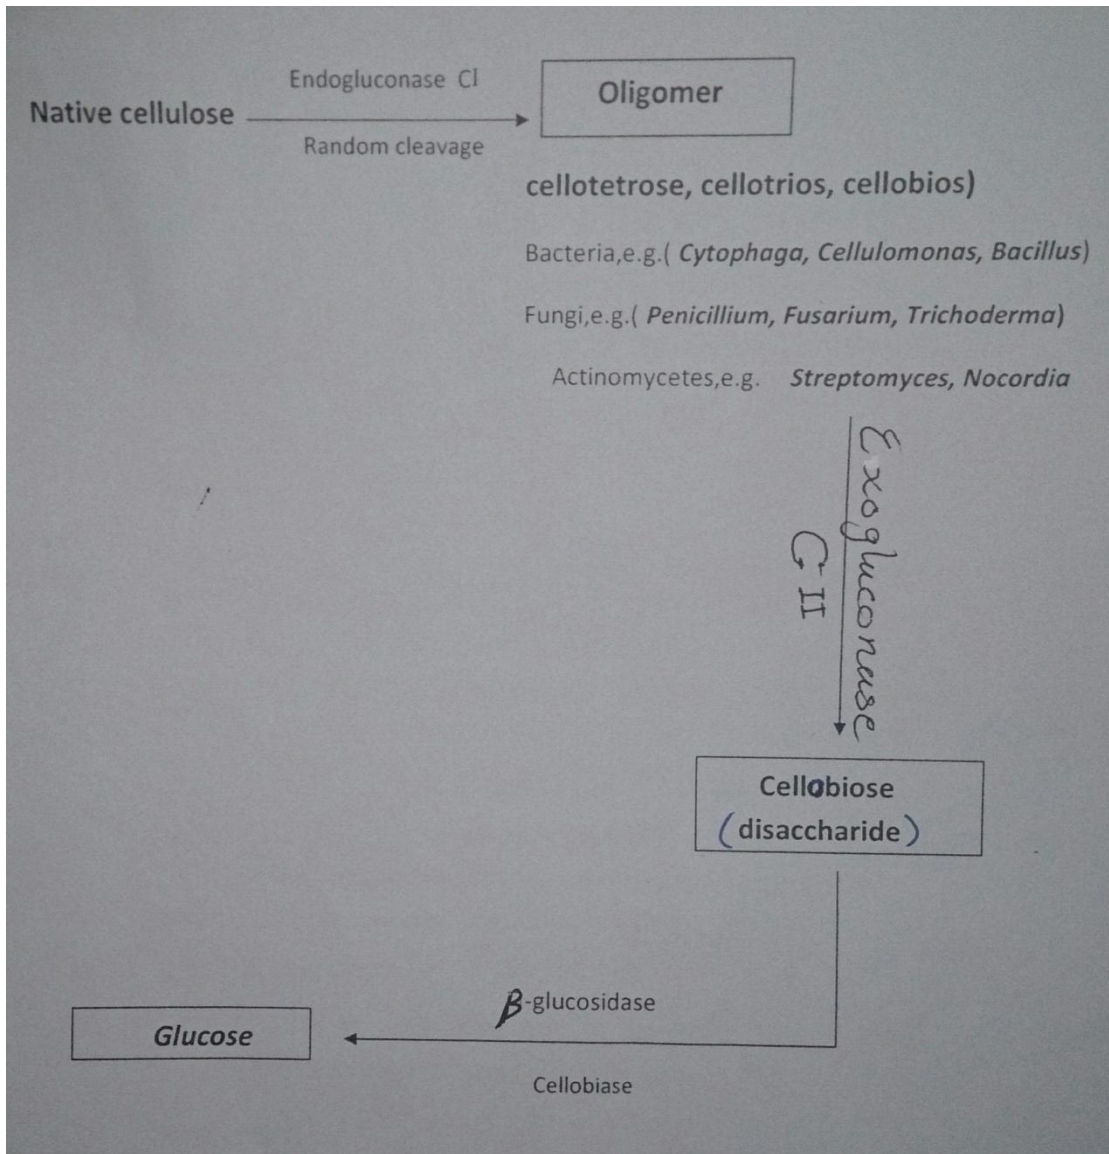 Endogluconase Cl
Native cellulose
Random cleavage
Oligomer
cellotetrose, cellotrios, cellobios)
Bacteria,e.g.( Cytophaga, Cellulomonas, Bacillus)
Fungi,e.g.( Penicillium, Fusarium, Trichoderma)
Actinomycetes,e.g. Streptomyces, Nocordia
Exogluconase
C II
Cellobiose
(disaccharide)
β-glucosidase
Glucose
Cellobiase